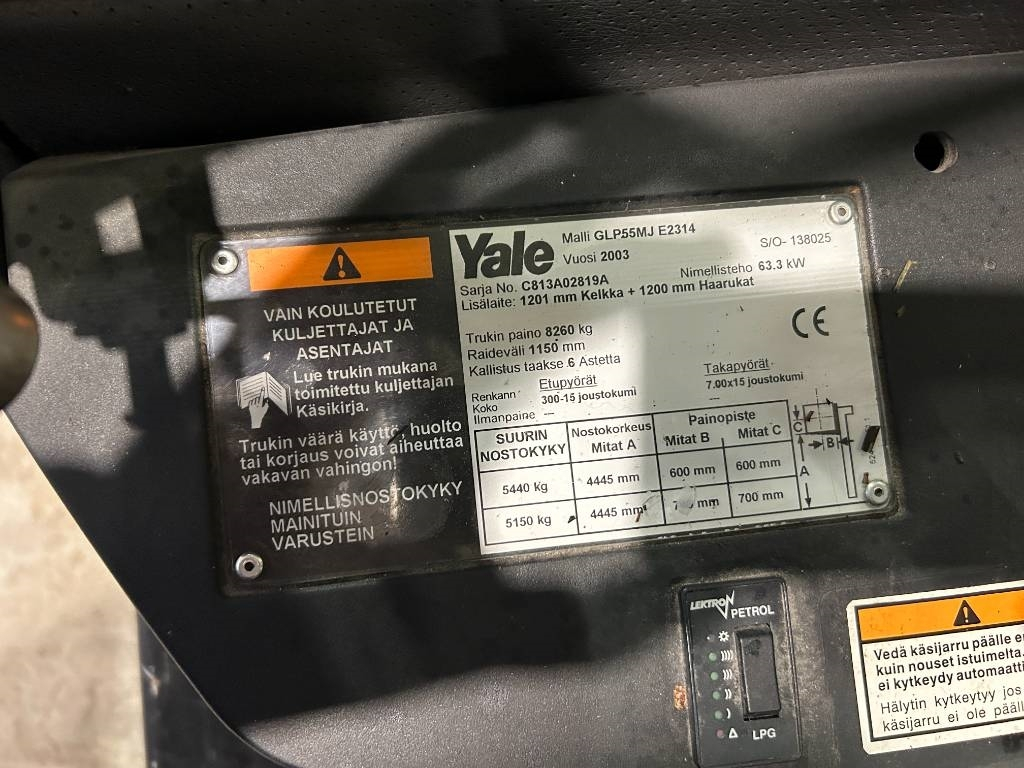 VAIN KOULUTETUT
KULJETTAJAT JA
ASENTAJAT
Lue trukin mukana
toimitettu kuljettajan
Käsikirja.
Trukin väärä käyttö, huolto
tai korjaus voivat aiheuttaa
vakavan vahingon!
NIMELLISNOSTOKYKY
MAINITUIN
VARUSTEIN
Yale
Malli GLP55MJ E2314
S/O- 138025
Vuosi 2003
Sarja No. C813A02819A
Nimellisteho 63.3 kW
Lisälaite: 1201 mm Kelkka + 1200 mm Haarukat
Trukin paino 8260 kg
Raideväli 1150 mm
Kallistus taakse 6 Astetta
CE
Etupyörät Takapyörät
Renkann
Koko 300-15 joustokumi 7.00x15 joustokumi
Ilmanpaine --- ---
SUURIN NOSTOKYKY
Nostokorkeus Mitat A
Painopiste
Mitat B Mitat C
5440 kg 4445 mm 600 mm 600 mm
5150 kg 4445 mm mm 700 mm
A
B
C
LEKTRON
PETROL
LPG
Vedä käsijarru päälle
kuin nouset istuimelta
ei kytkeydy automaatti
Hälytin kytkeytyy jos
käsijarru ei ole pääll